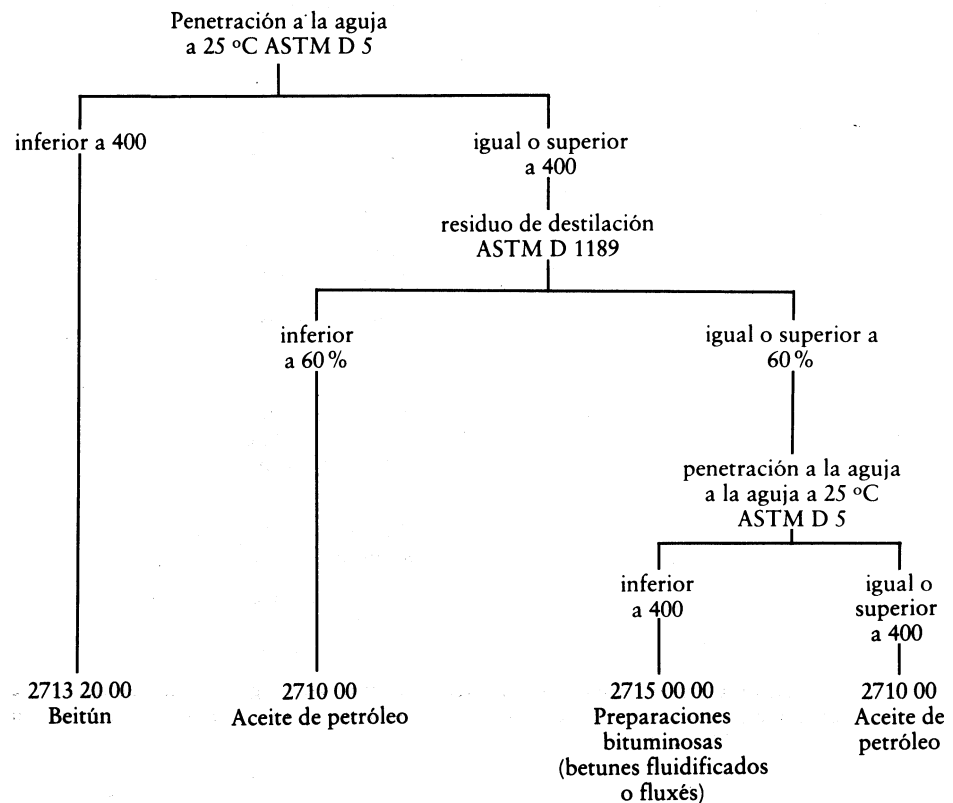 Penetración a la aguja
a 25 ºC ASTM D 5
inferior a 400
igual o superior
a 400
residuo de destilación
ASTM D 1189
inferior
a 60 %
igual o superior a
60 %
penetración a la aguja
a la aguja a 25 ºC
ASTM D 5
inferior
a 400
igual o
superior
a 400
2713 20 00
Beitún
2710 00
Aceite de petróleo
2715 00 00
Preparaciones
bituminosas
(betunes fluidificados
o fluxés)
2710 00
Aceite de
petróleo